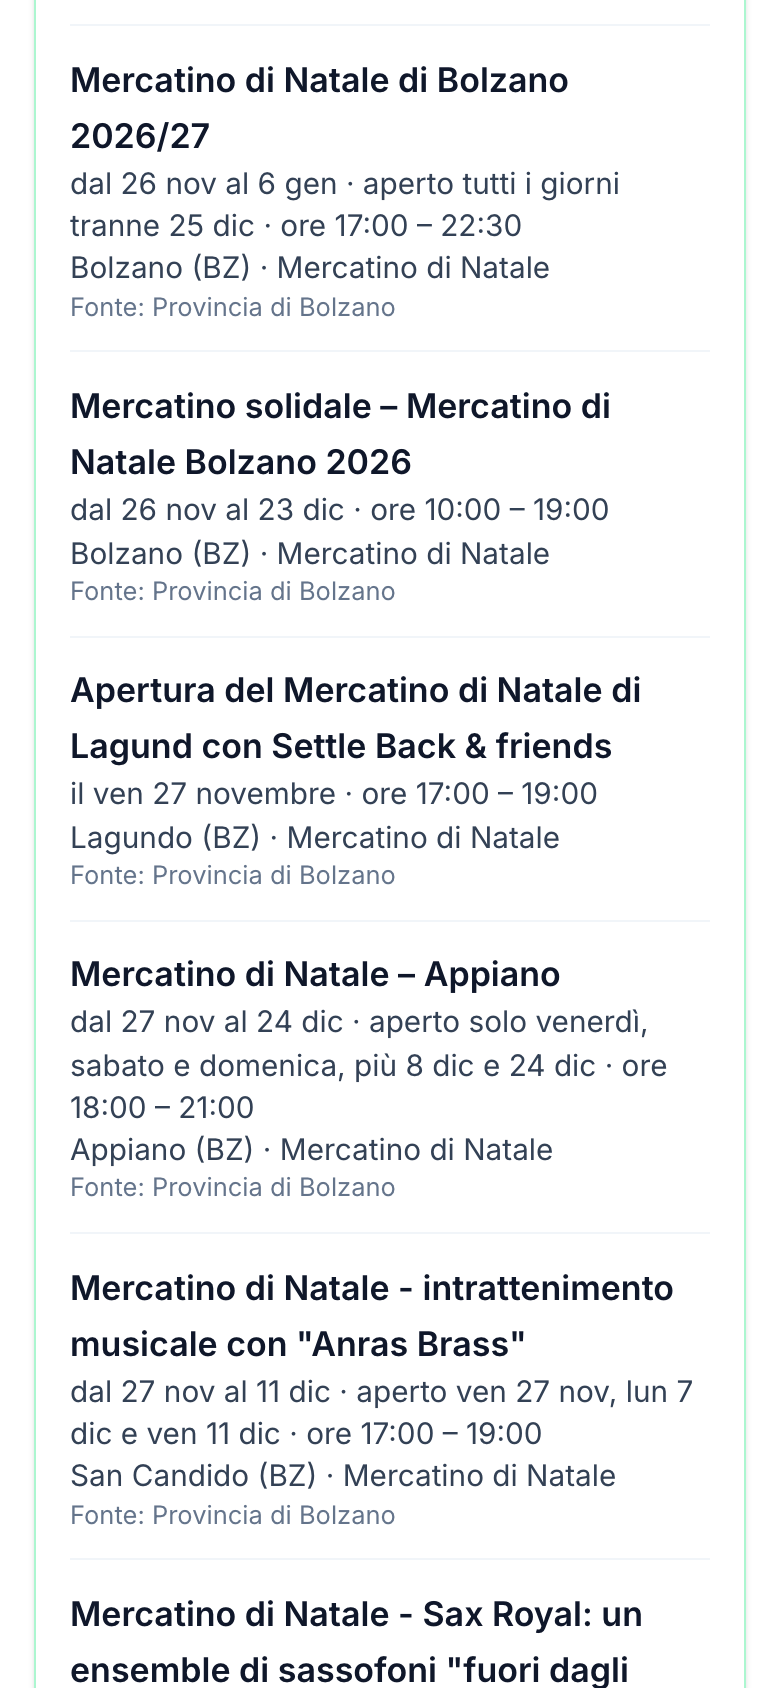 Mercatino di Natale di Bolzano
2026/27
dal 26 nov al 6 gen · aperto tutti i giorni
tranne 25 dic · ore 17:00 – 22:30
Bolzano (BZ) · Mercatino di Natale
Fonte: Provincia di Bolzano
Mercatino solidale – Mercatino di
Natale Bolzano 2026
dal 26 nov al 23 dic · ore 10:00 – 19:00
Bolzano (BZ) · Mercatino di Natale
Fonte: Provincia di Bolzano
Apertura del Mercatino di Natale di
Lagund con Settle Back & friends
il ven 27 novembre · ore 17:00 – 19:00
Lagundo (BZ) · Mercatino di Natale
Fonte: Provincia di Bolzano
Mercatino di Natale – Appiano
dal 27 nov al 24 dic · aperto solo venerdì,
sabato e domenica, più 8 dic e 24 dic · ore
18:00 – 21:00
Appiano (BZ) · Mercatino di Natale
Fonte: Provincia di Bolzano
Mercatino di Natale - intrattenimento
musicale con "Anras Brass"
dal 27 nov al 11 dic · aperto ven 27 nov, lun 7
dic e ven 11 dic · ore 17:00 – 19:00
San Candido (BZ) · Mercatino di Natale
Fonte: Provincia di Bolzano
Mercatino di Natale - Sax Royal: un
ensemble di sassofoni "fuori dagli